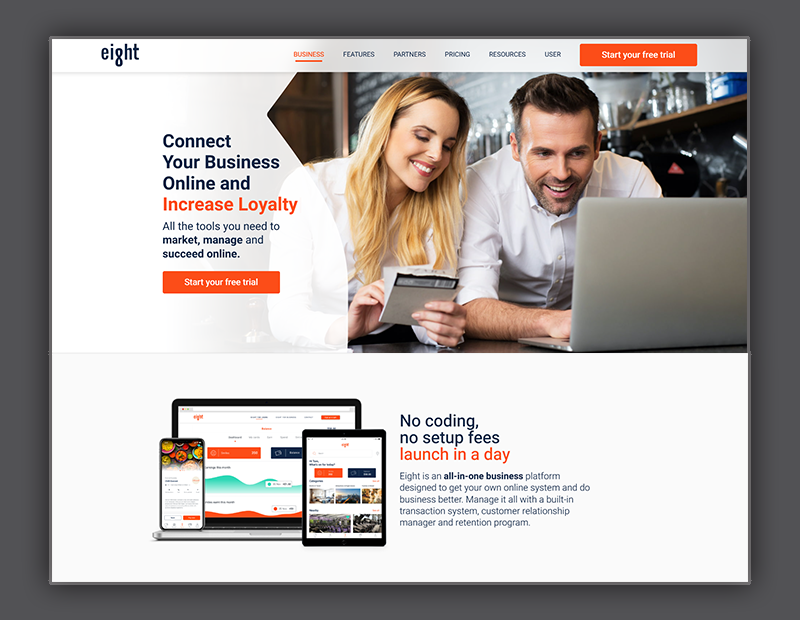 eight
BUSINESS
FEATURES
PARTNERS
PRICING
RESOURCES
USER
Start your free trial
Connect
Your Business
Online and
Increase Loyalty
All the tools you need to
market, manage and
succeed online.
Start your free trial
eight
No coding,
no setup fees
launch in a day
Eight is an all-in-one business platform
designed to get your own online system and do
business better. Manage it all with a built-in
transaction system, customer relationship
manager and retention program.